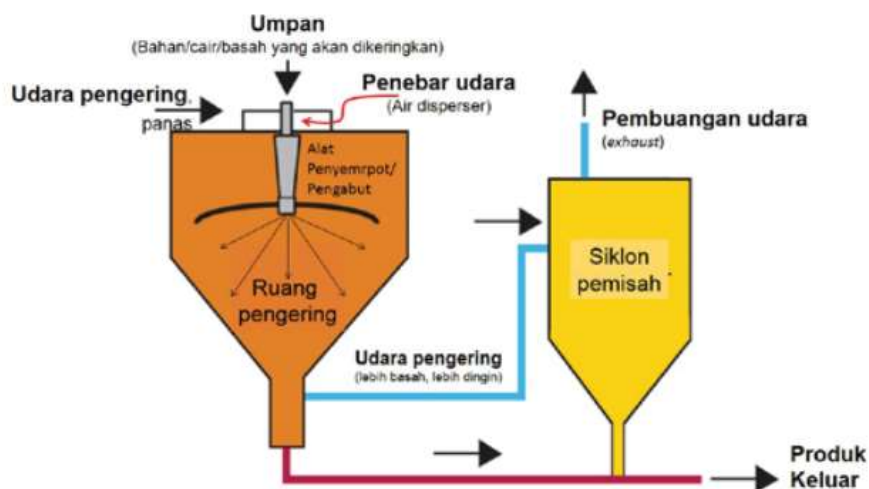 Umpan
(Bahan/cair/basah yang akan dikeringkan)
Udara pengering,
panas
Penebar udara
(Air disperser)
Alat
Penyemrpot/
Pengabut
Pembuangan udara
(exhaust)
Ruang
pengering
Siklon
pemisah
Udara pengering
(lebih basah, lebih dingin)
Produk
Keluar